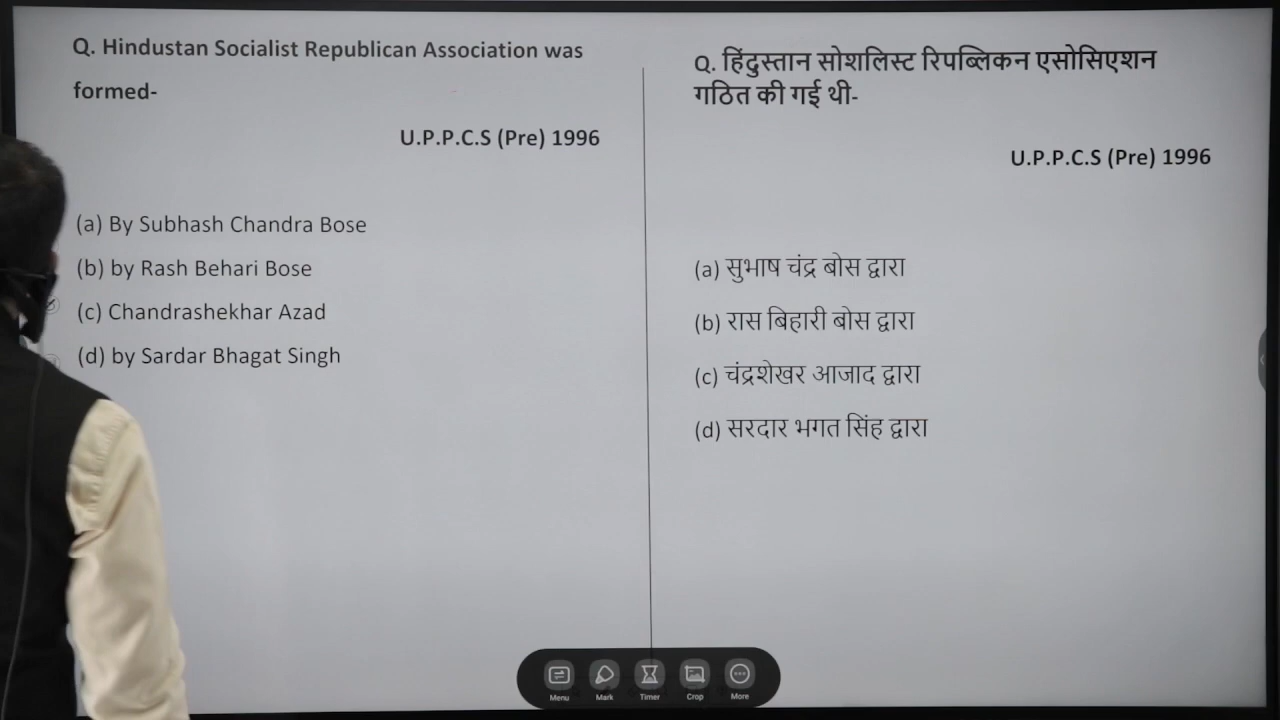 Q. Hindustan Socialist Republican Association was
formed-
U.P.P.C.S (Pre) 1996
(a) By Subhash Chandra Bose
(b) by Rash Behari Bose
(c) Chandrashekhar Azad
(d) by Sardar Bhagat Singh
Q. हिंदुस्तान सोशलिस्ट रिपब्लिकन एसोसिएशन
गठित की गई थी-
U.P.P.C.S (Pre) 1996
(a) सुभाष चंद्र बोस द्वारा
(b) रास बिहारी बोस द्वारा
(c) चंद्रशेखर आजाद द्वारा
(d) सरदार भगत सिंह द्वारा
Menu Mark Timer Crop More